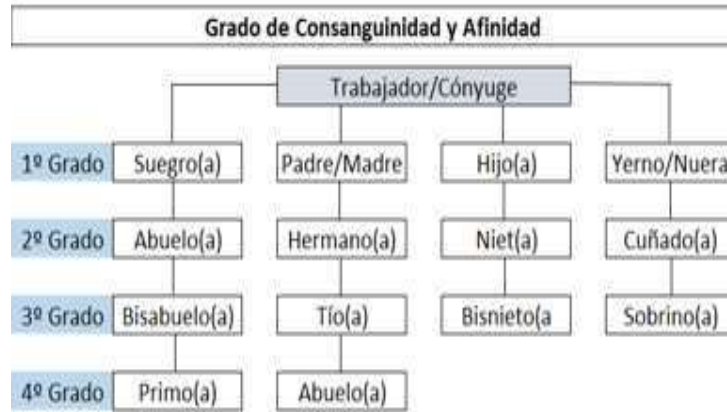 Grado de Consanguinidad y Afinidad
Trabajador/Cónyuge
1º Grado Suegro(a) Padre/Madre Hijo(a) Yerno/Nuera
2º Grado Abuelo(a) Hermano(a) Niet(a) Cuñado(a)
3º Grado Bisabuelo(a) Tío(a) Bisnieto(a Sobrino(a)
4º Grado Primo(a) Abuelo(a)